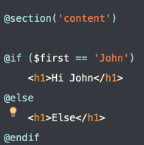 @section('content')
@if ($first == 'John')
<h1>Hi John</h1>
@else
<h1>Else</h1>
@endif